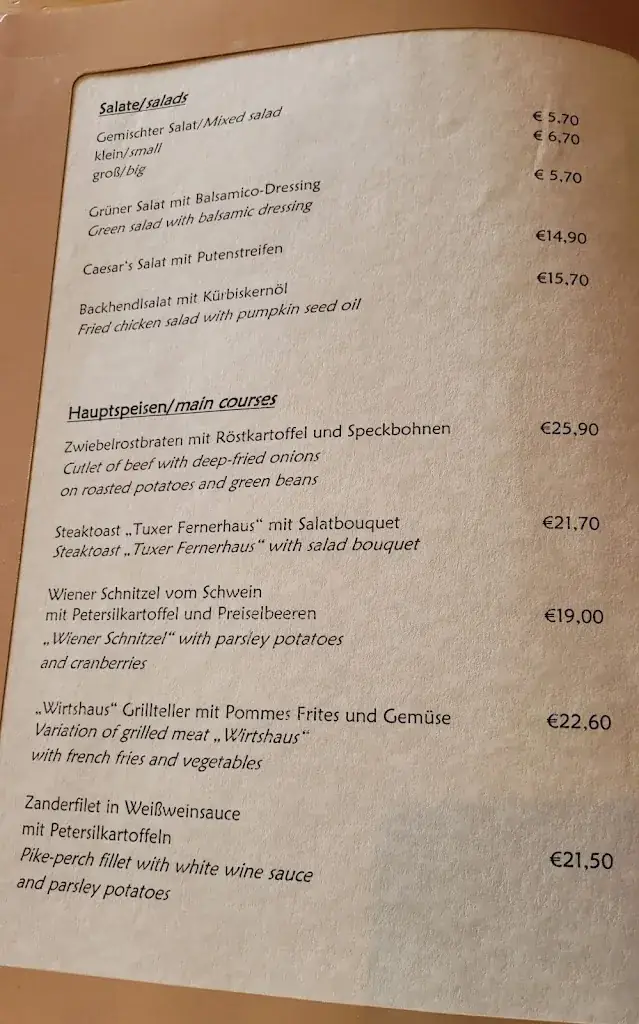 Salate/salads
Gemischter Salat/Mixed salad
klein/small € 5.70
groß/big € 6,70
Grüner Salat mit Balsamico-Dressing € 5,70
Green salad with balsamic dressing
Caesar's Salat mit Putenstreifen €14,90
Backhendlsalat mit Kürbiskernöl €15,70
Fried chicken salad with pumpkin seed oil
Hauptspeisen/main courses
Zwiebelrostbraten mit Röstkartoffel und Speckbohnen €25,90
Cutlet of beef with deep-fried onions
on roasted potatoes and green beans
Steaktoast „Tuxer Fernerhaus“ mit Salatbouquet €21,70
Steaktoast „Tuxer Fernerhaus“ with salad bouquet
Wiener Schnitzel vom Schwein
mit Petersilkartoffel und Preiselbeeren €19,00
„Wiener Schnitzel“ with parsley potatoes
and cranberries
„Wirtshaus“ Grillteller mit Pommes Frites und Gemüse €22,60
Variation of grilled meat „Wirtshaus“
with french fries and vegetables
Zanderfilet in Weißweinsauce
mit Petersilkartoffeln
Pike-perch fillet with white wine sauce €21,50
and parsley potatoes